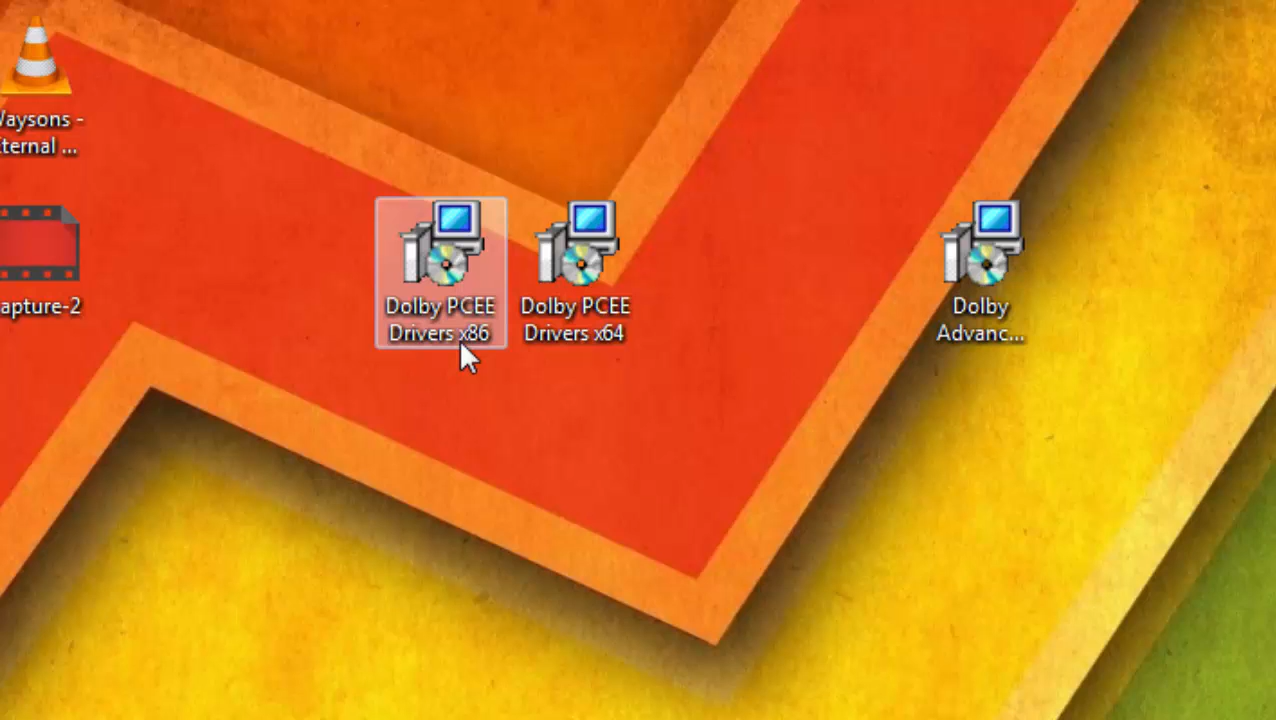 Waysons -
Eternal ...
apture-2
Dolby PCEE
Drivers x86
Dolby PCEE
Drivers x64
Dolby
Advanc...